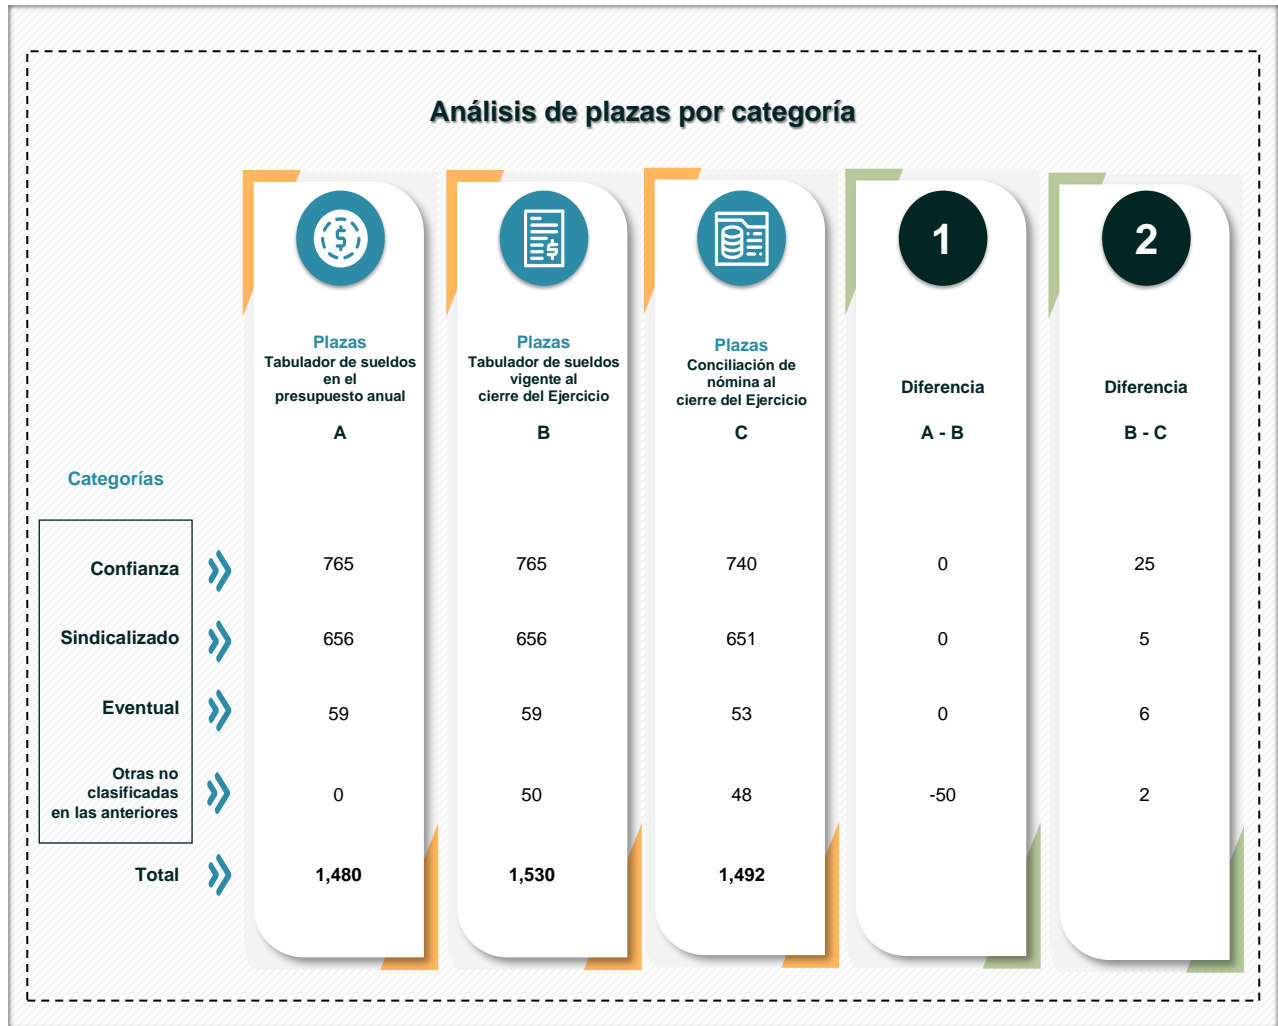 Análisis de plazas por categoría
1
2
Plazas
Tabulador de sueldos
en el
presupuesto anual
A
Plazas
Tabulador de sueldos
vigente al
cierre del Ejercicio
B
Plazas
Conciliación de
nómina al
cierre del Ejercicio
C
Diferencia
A - B
Diferencia
B - C
Categorías
Confianza 765 765 740 0 25
Sindicalizado 656 656 651 0 5
Eventual 59 59 53 0 6
Otras no
clasificadas
en las anteriores
0 50 48 -50 2
Total 1,480 1,530 1,492